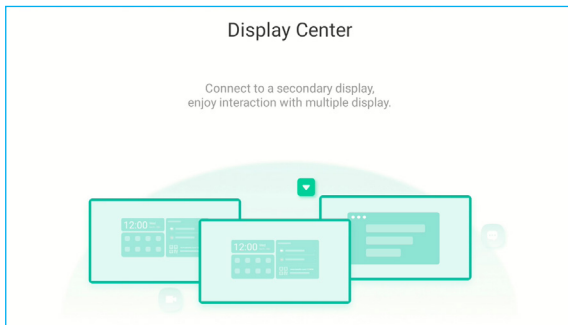 Display Center
Connect to a secondary display,
enjoy interaction with multiple display.
12:00
12:00